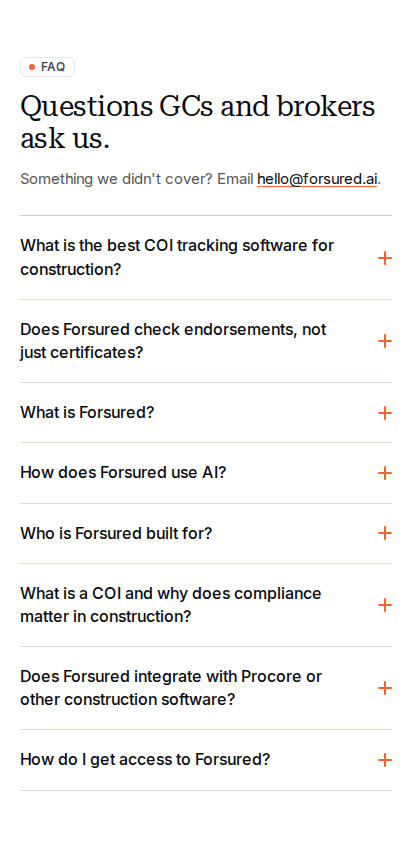 FAQ
Questions GCs and brokers
ask us.
Something we didn't cover? Email hello@forsured.ai.
What is the best COI tracking software for
construction?
Does Forsured check endorsements, not
just certificates?
What is Forsured?
How does Forsured use AI?
Who is Forsured built for?
What is a COI and why does compliance
matter in construction?
Does Forsured integrate with Procore or
other construction software?
How do I get access to Forsured?